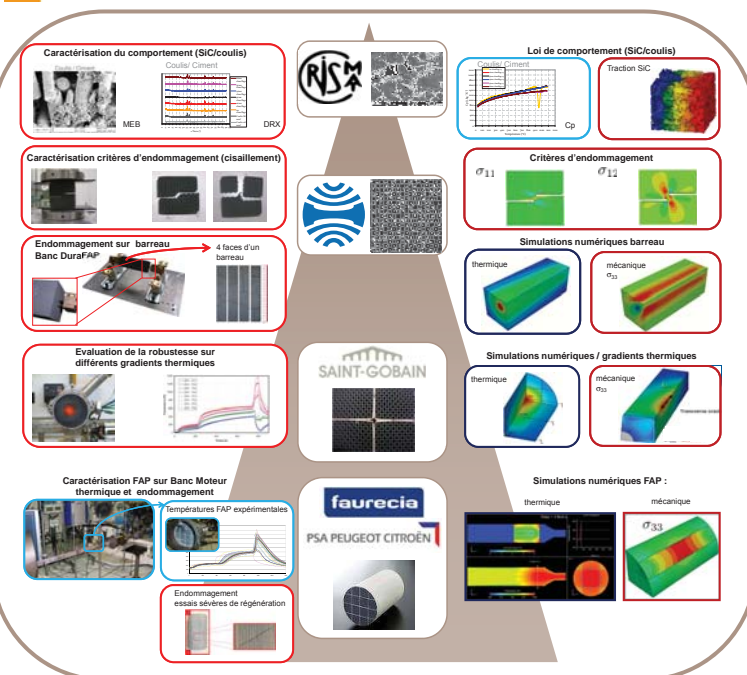 Caractérisation du comportement (SiC/coulis)
Coulis / Ciment
MEB
Coulis/ Ciment
DRX
CRISMAT
Loi de comportement (SiC/coulis)
Coulis/ Ciment
Cp
Traction SiC
Caractérisation critères d'endommagement (cisaillement)
Critères d'endommagement
σ11
σ12
Endommagement sur barreau
Banc DuraFAP
4 faces d'un
barreau
Simulations numériques barreau
thermique
mécanique
σ33
Evaluation de la robustesse sur
différents gradients thermiques
SAINT-GOBAIN
Simulations numériques / gradients thermiques
thermique
mécanique
σ33
Caractérisation FAP sur Banc Moteur
thermique et endommagement
Températures FAP expérimentales
Endommagement
essais sévères de régénération
faurecia
PSA PEUGEOT CITROËN
Simulations numériques FAP :
thermique
mécanique
σ33